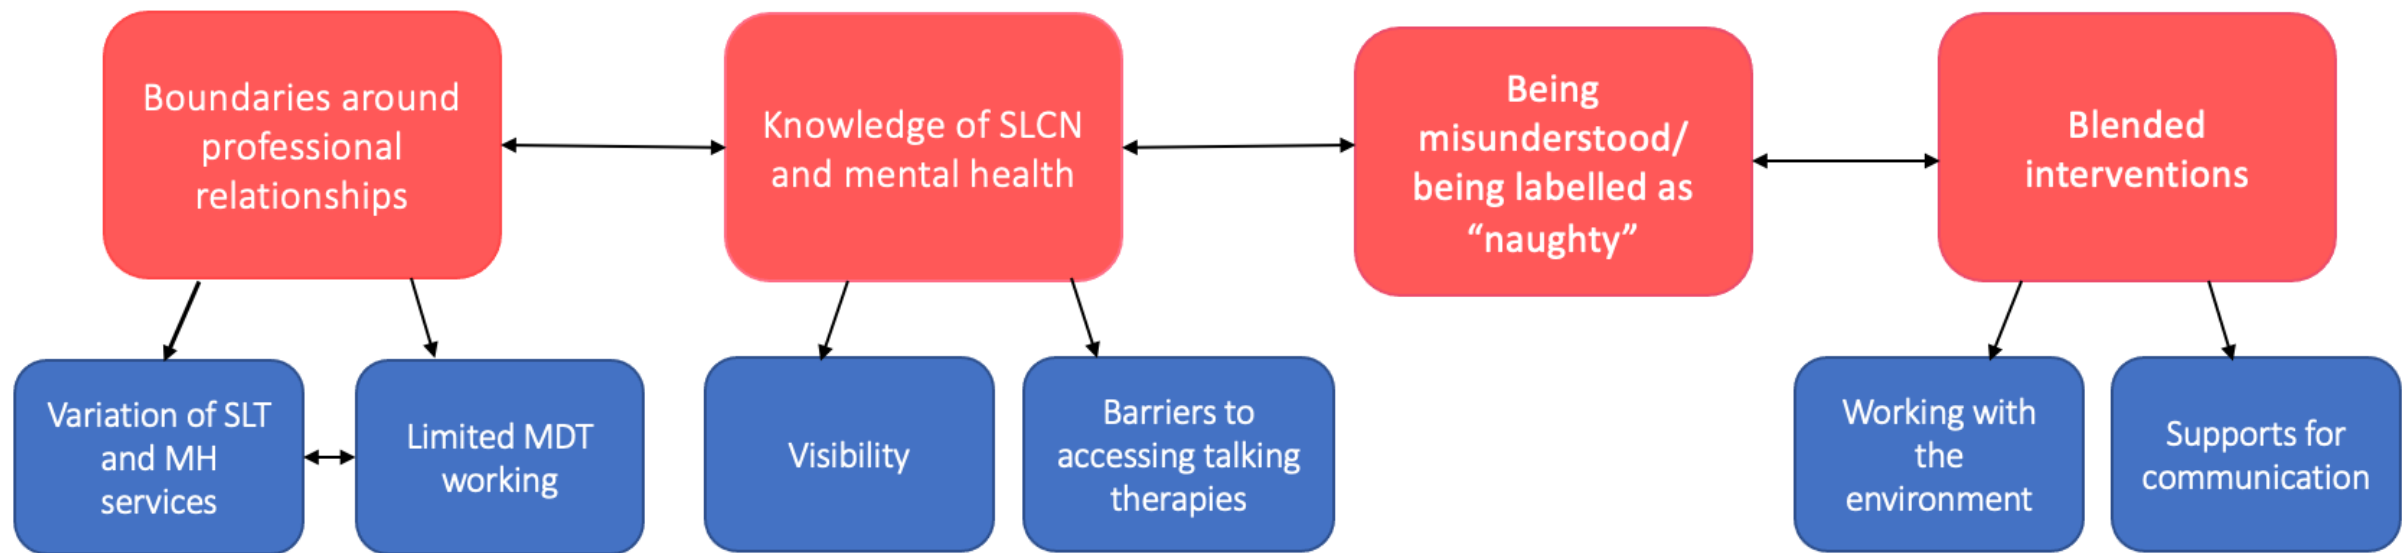 Boundaries around
professional
relationships
Knowledge of SLCN
and mental health
Being
misunderstood/
being labelled as
“naughty”
Blended
interventions
Variation of SLT
and MH
services
Limited MDT
working
Visibility
Barriers to
accessing talking
therapies
Working with
the
environment
Supports for
communication